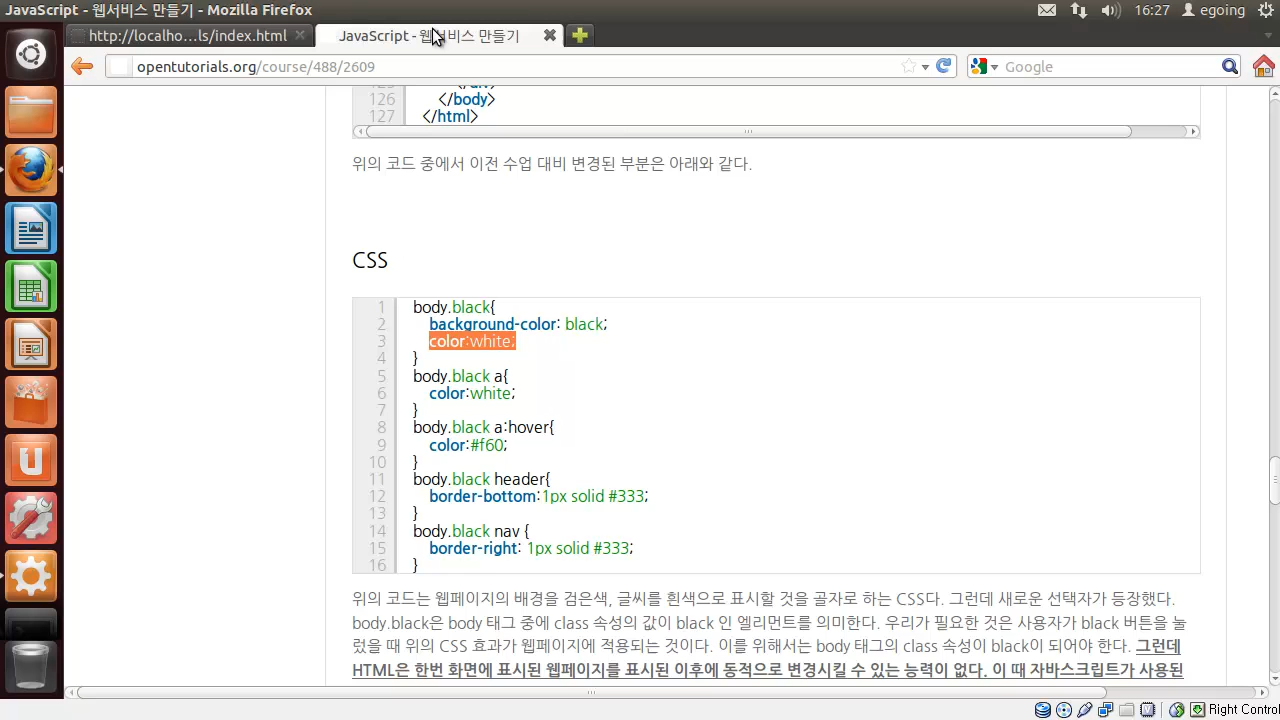 JavaScript - 웹서비스 만들기 - Mozilla Firefox
16:27
egoing
http://localho...ls/index.html
JavaScript - 웹서비스 만들기
opentutorials.org/course/488/2609
Google
126 </body>
127 </html>
위의 코드 중에서 이전 수업 대비 변경된 부분은 아래와 같다.
CSS
1 body.black{
2 background-color: black;
3 color:white;
4 }
5 body.black a{
6 color:white;
7 }
8 body.black a:hover{
9 color:#f60;
10 }
11 body.black header{
12 border-bottom:1px solid #333;
13 }
14 body.black nav {
15 border-right: 1px solid #333;
16 }
위의 코드는 웹페이지의 배경을 검은색, 글씨를 흰색으로 표시할 것을 골자로 하는 CSS다. 그런데 새로운 선택자가 등장했다.
body.black은 body 태그 중에 class 속성의 값이 black 인 엘리먼트를 의미한다. 우리가 필요한 것은 사용자가 black 버튼을 눌
렀을 때 위의 CSS 효과가 웹페이지에 적용되는 것이다. 이를 위해서는 body 태그의 class 속성이 black이 되어야 한다. 그런데
HTML은 한번 화면에 표시된 웹페이지를 표시된 이후에 동적으로 변경시킬 수 있는 능력이 없다. 이 때 자바스크립트가 사용된
Right Control